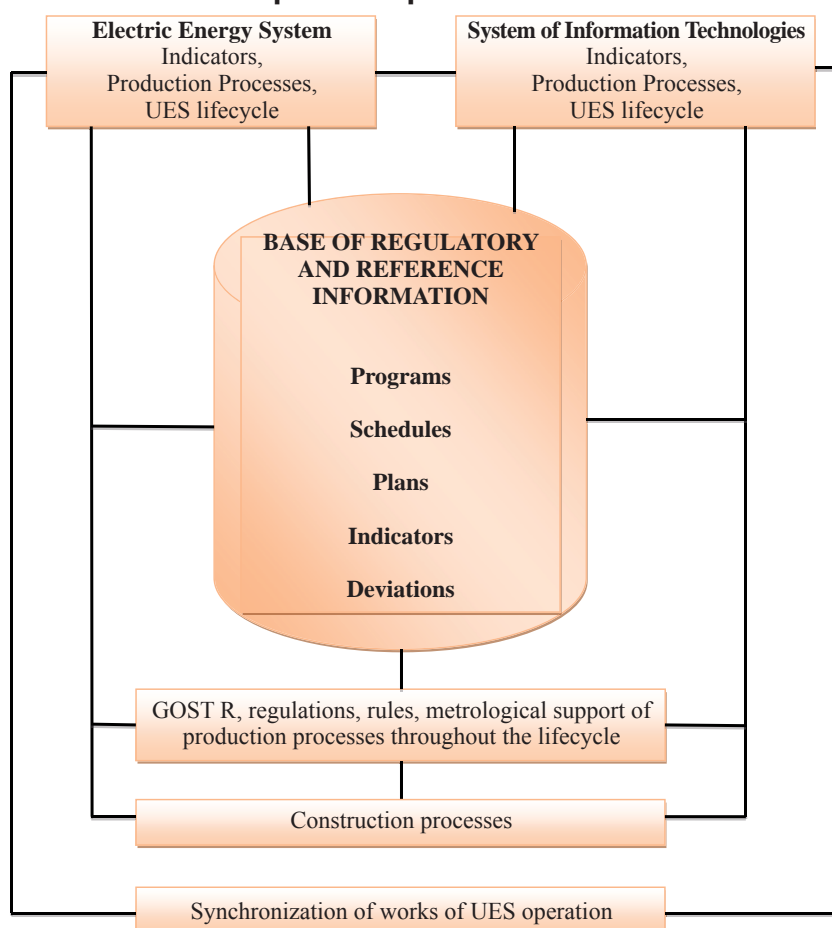 Electric Energy System
Indicators,
Production Processes,
UES lifecycle
System of Information Technologies
Indicators,
Production Processes,
UES lifecycle
BASE OF REGULATORY
AND REFERENCE
INFORMATION
Programs
Schedules
Plans
Indicators
Deviations
GOST R, regulations, rules, metrological support of
production processes throughout the lifecycle
Construction processes
Synchronization of works of UES operation